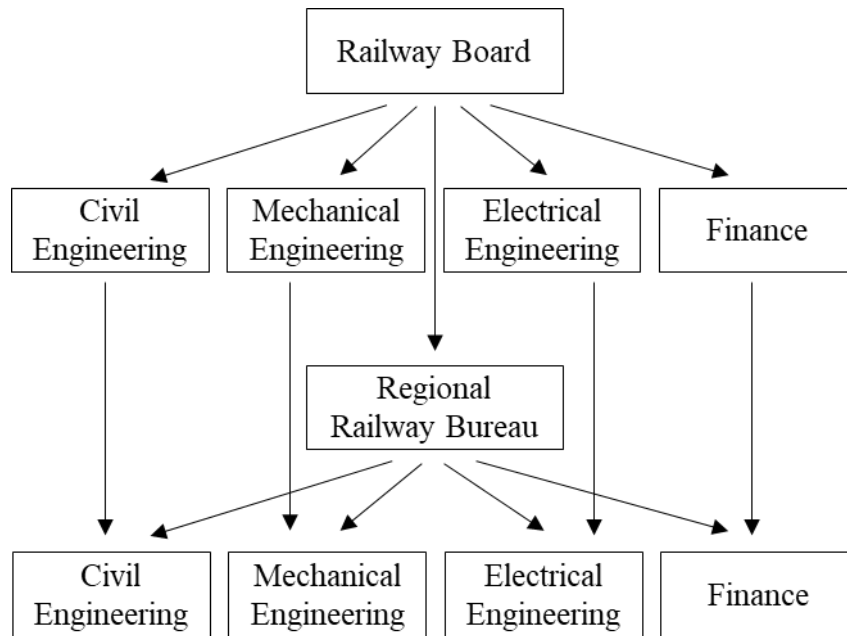 Railway Board
Civil
Engineering
Mechanical
Engineering
Electrical
Engineering
Finance
Regional
Railway Bureau
Civil
Engineering
Mechanical
Engineering
Electrical
Engineering
Finance